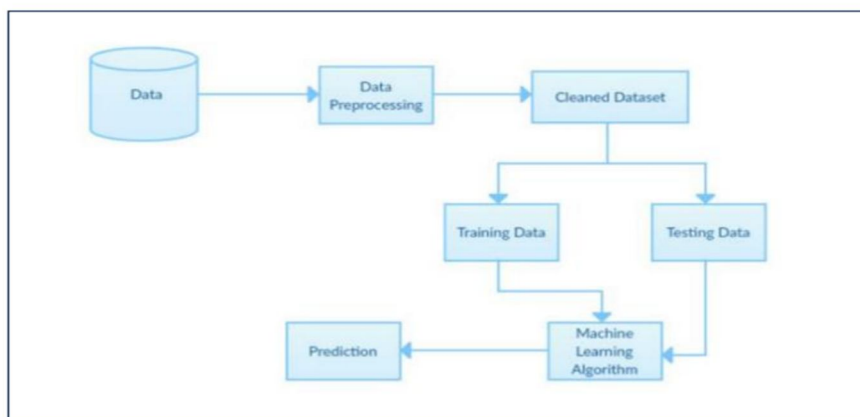 Data
Data
Preprocessing
Cleaned Dataset
Training Data
Testing Data
Prediction
Machine
Learning
Algorithm